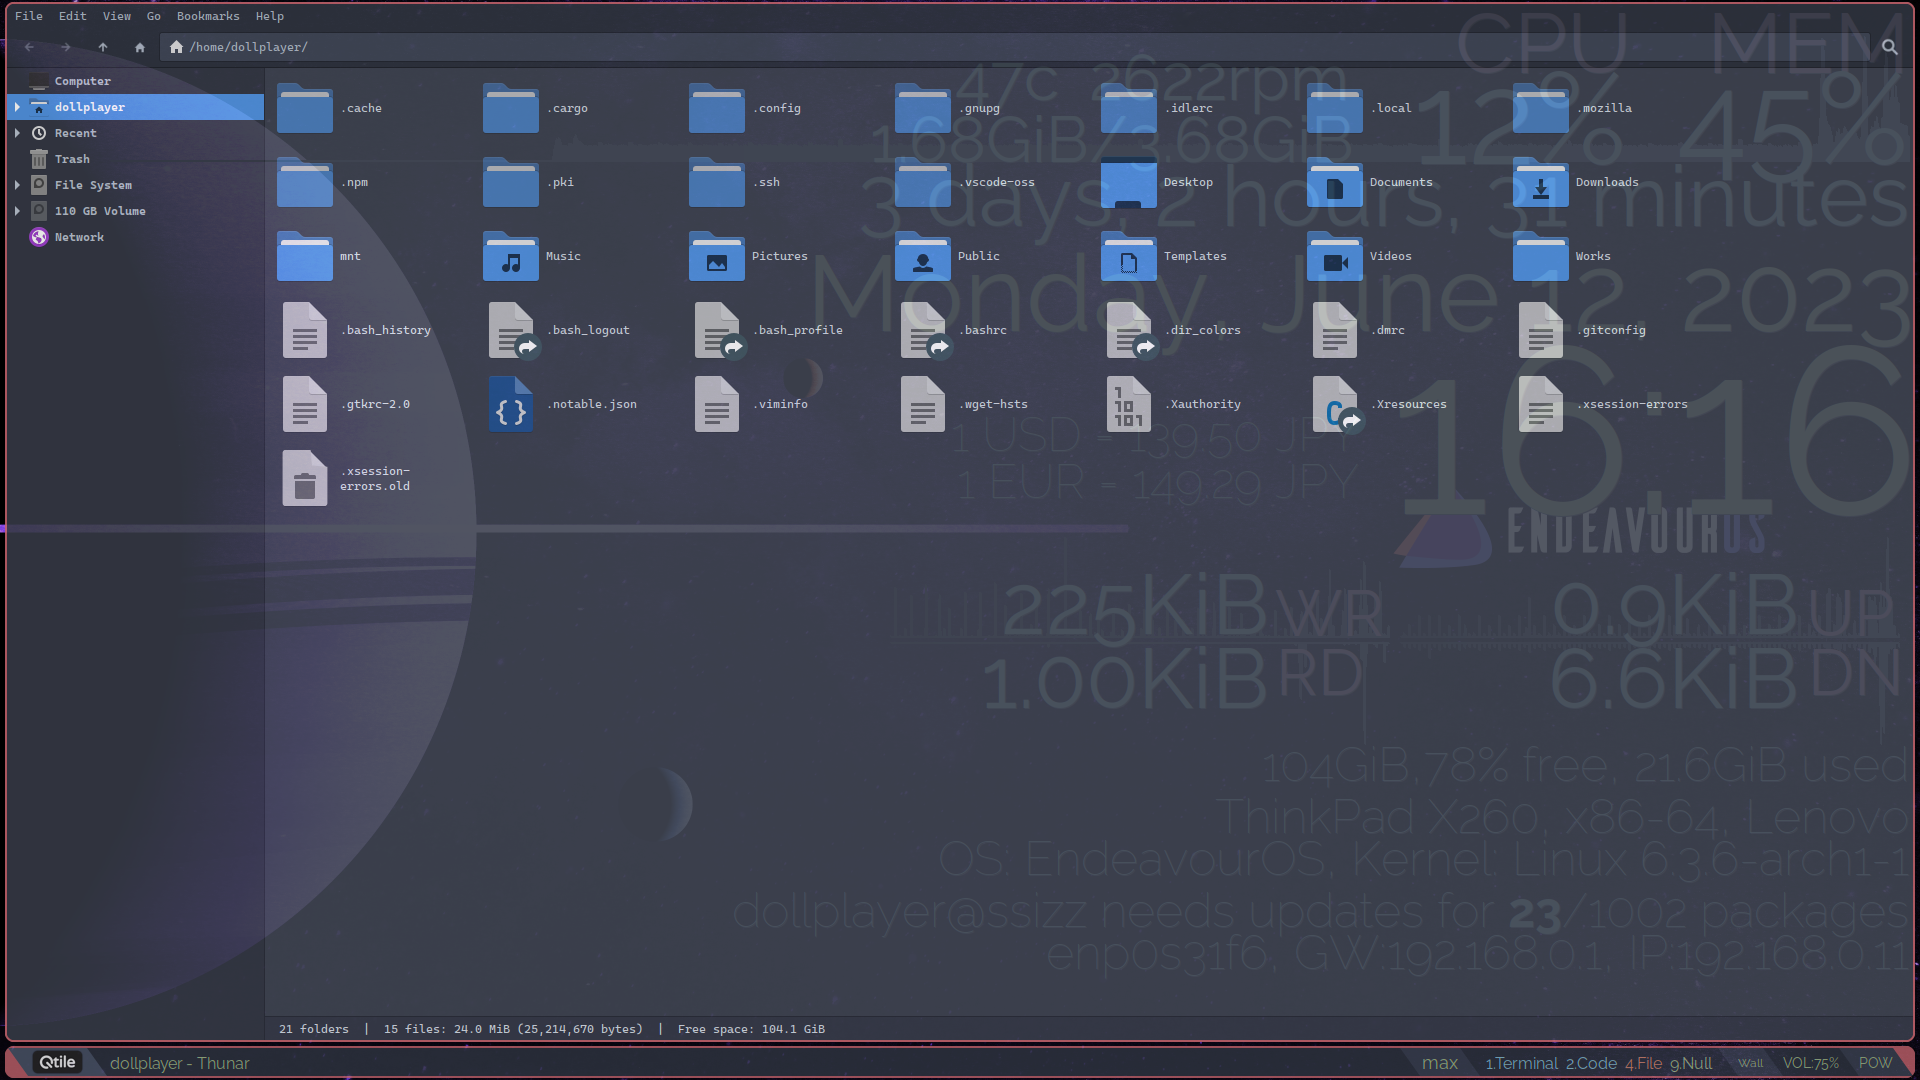 File Edit View Go Bookmarks Help
/home/dollplayer/
CPU MEM
12% 45%
47c 2622rpm
1.68GiB/3.68GiB
3 days, 2 hours, 31 minutes
Monday, June 12, 2023
16:16
1 USD = 139.50 JPY
1 EUR = 149.29 JPY
ENDEAVOUROS
225KiB WR 0.9KiB UP
1.00KiB RD 6.6KiB DN
104GiB, 78% free, 21.6GiB used
ThinkPad X260, x86-64, Lenovo
OS: EndeavourOS, Kernel: Linux 6.3.6-arch1-1
dollplayer@ssizz needs updates for 23/1002 packages
enp0s31f6, GW:192.168.0.1, IP:192.168.0.11
Computer
dollplayer
Recent
Trash
File System
110 GB Volume
Network
.cache .cargo .config .gnupg .idlerc .local .mozilla
.npm .pki .ssh .vscode-oss Desktop Documents Downloads
mnt Music Pictures Public Templates Videos Works
.bash_history .bash_logout .bash_profile .bashrc .dir_colors .dmrc .gitconfig
.gtkrc-2.0 .notable.json .viminfo .wget-hsts .Xauthority .Xresources .xsession-errors
.xsession-
errors.old
21 folders | 15 files: 24.0 MiB (25,214,670 bytes) | Free space: 104.1 GiB
Qtile dollplayer - Thunar max 1.Terminal 2.Code 4.File 9.Null Wall VOL:75% POW